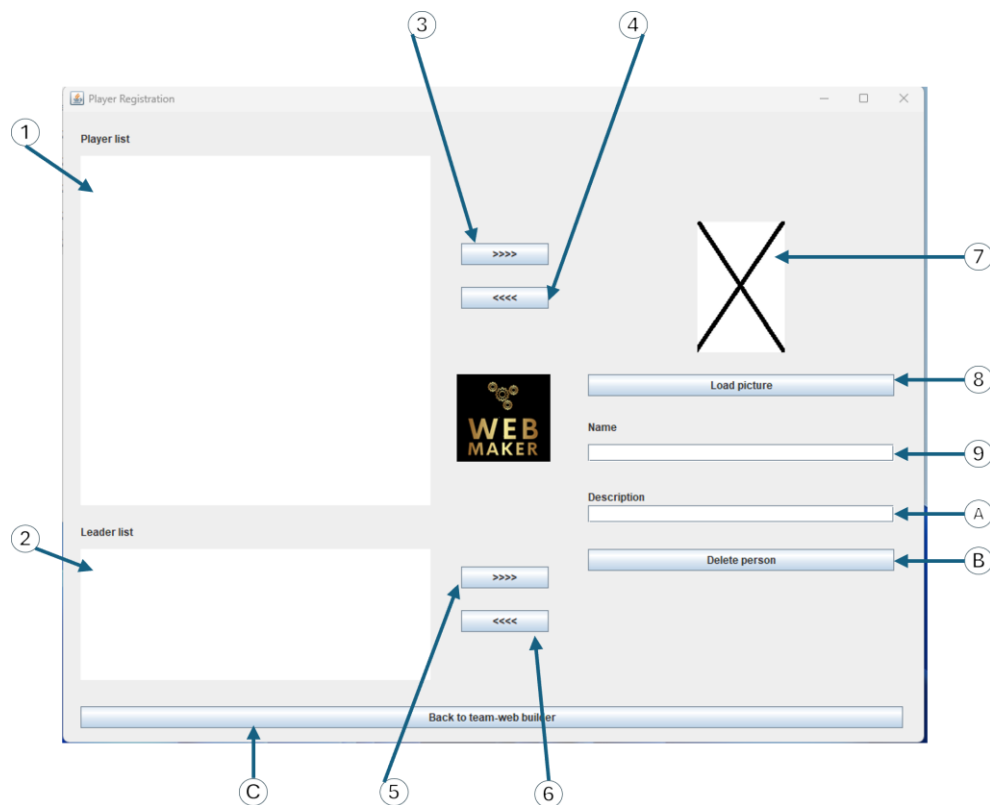 3
4
Player Registration
1
Player list
>>>>
7
<<<<
8
Load picture
WEB
MAKER
Name
9
Description
A
Leader list
2
Delete person
B
>>>>
<<<<
Back to team-web builder
C
5
6